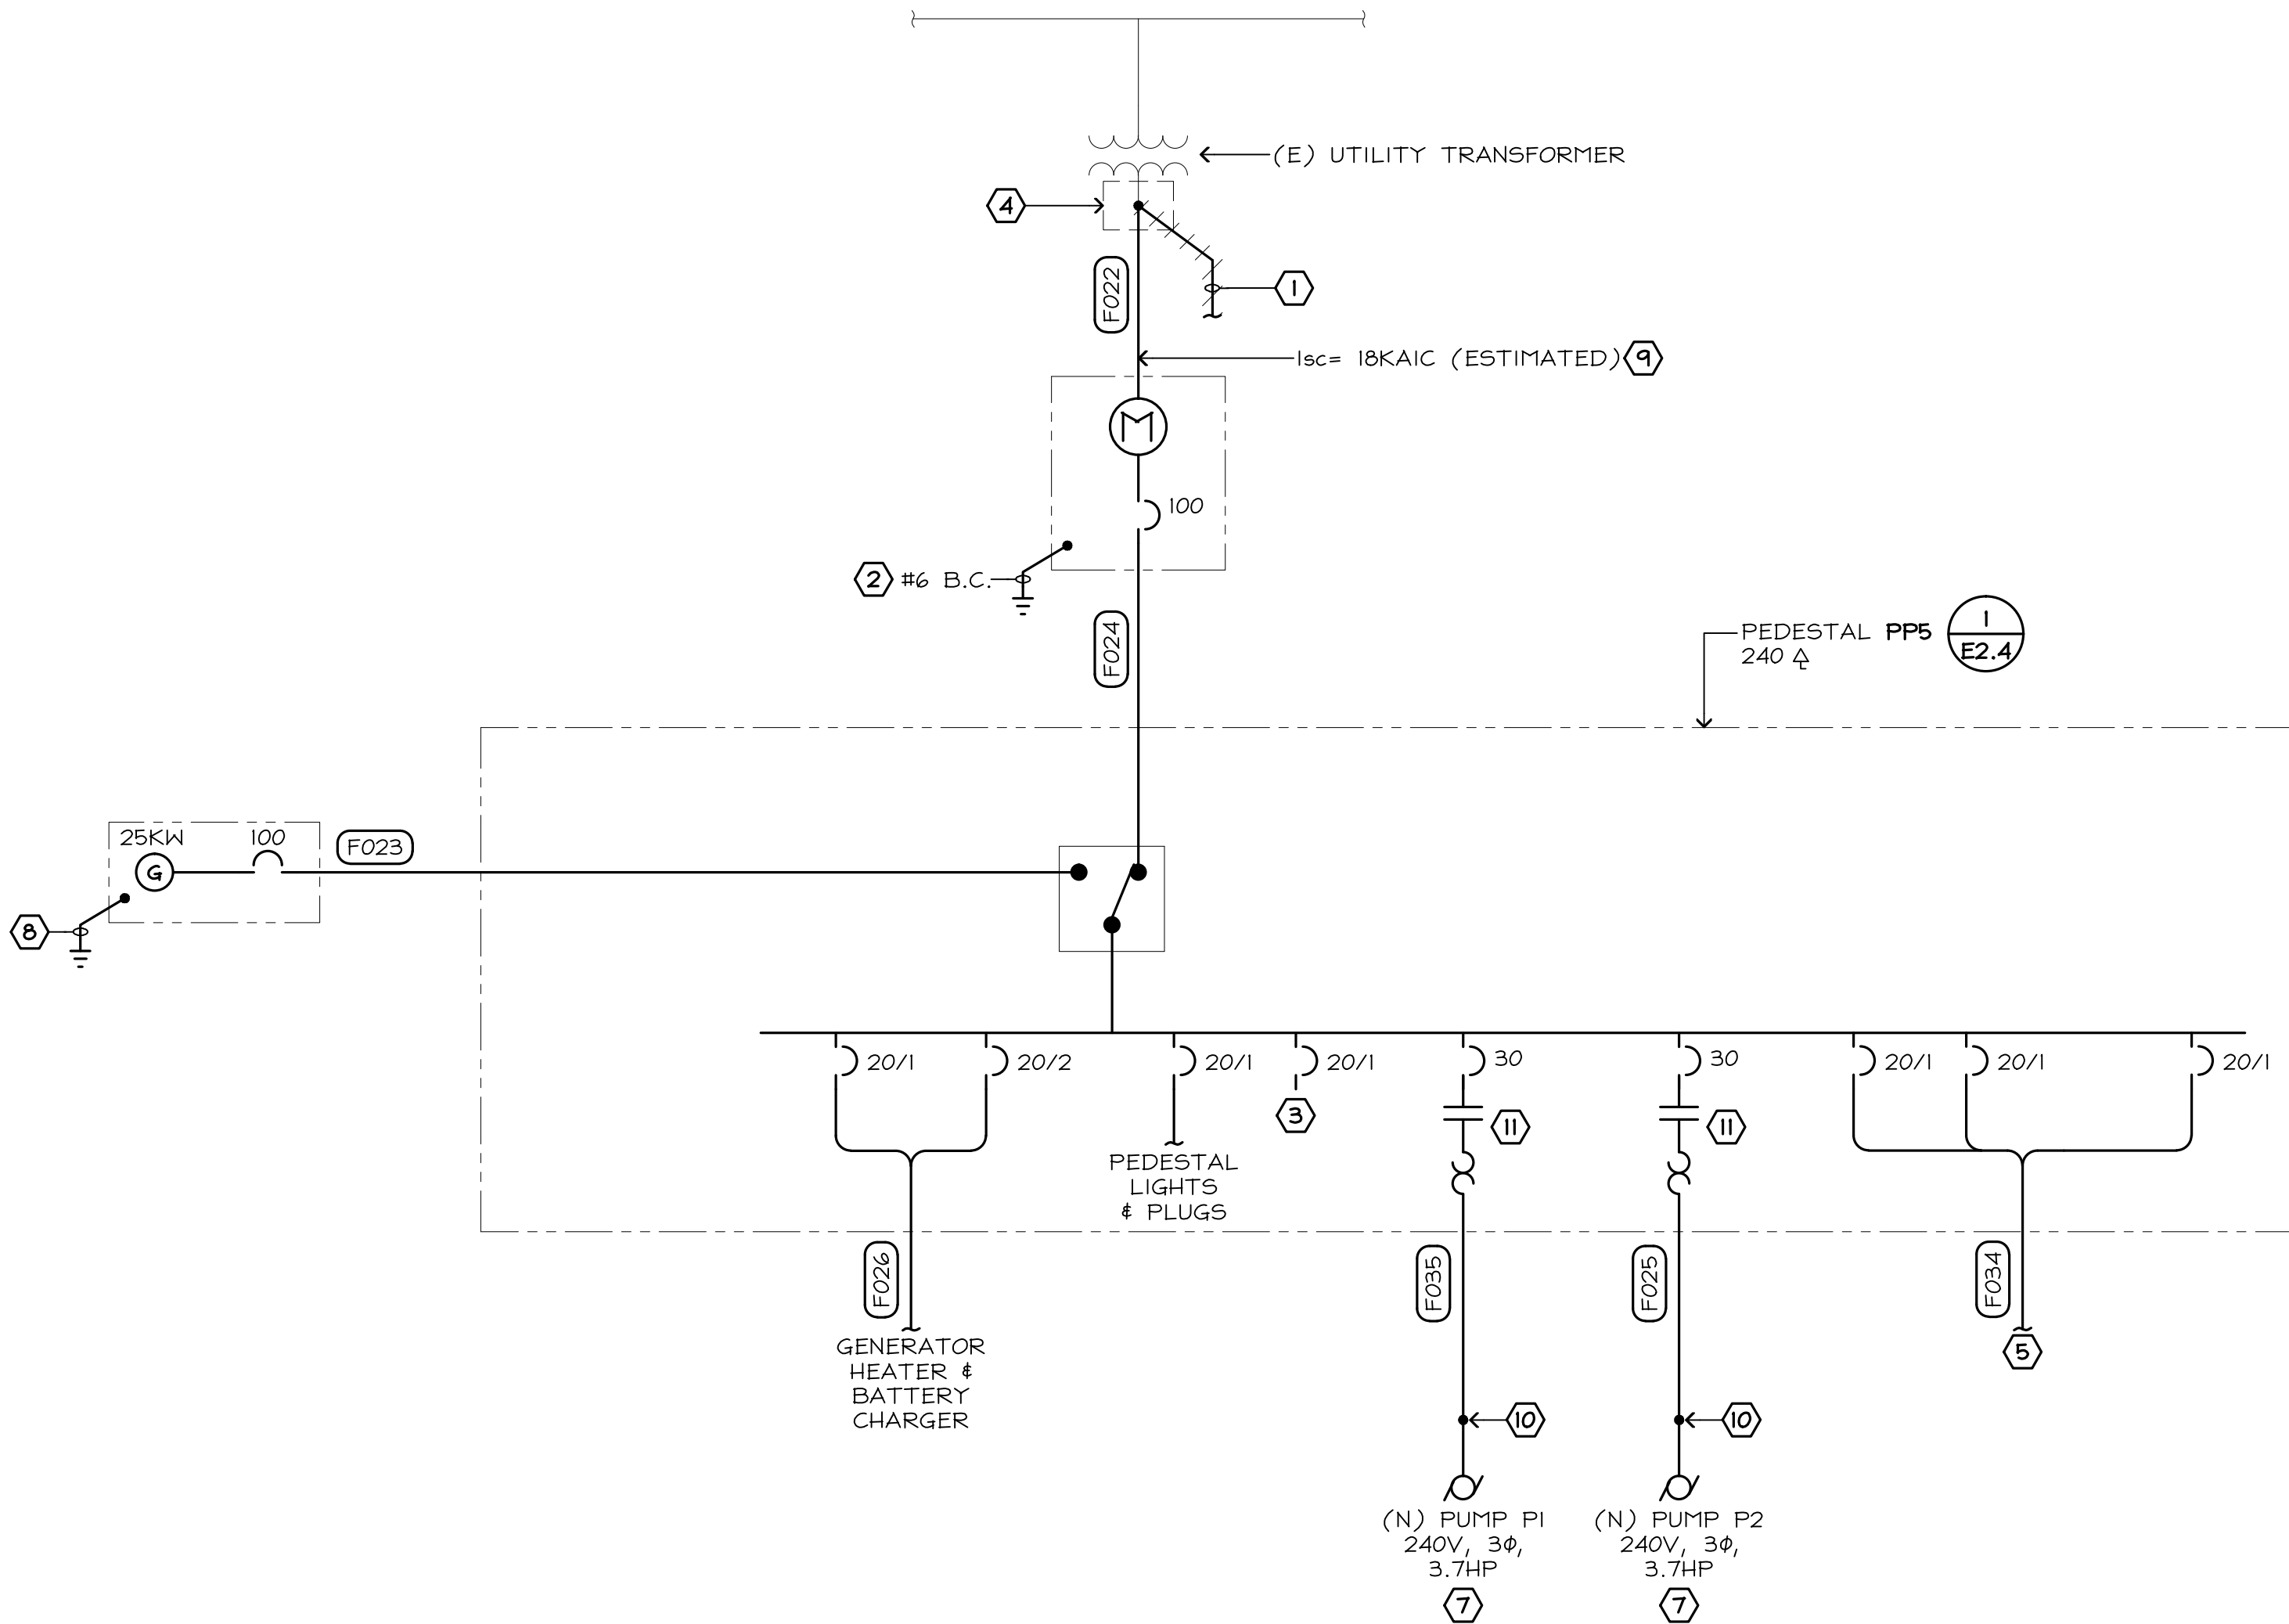 (E) UTILITY TRANSFORMER
4
F022
1
Isc= 18KAIC (ESTIMATED) 9
M
100
2 #6 B.C.
F024
PEDESTAL PP5
240
1
E2.4
25KW 100
F023
G
8
20/1 20/2 20/1 20/1 30 30 20/1 20/1 20/1
3
11 11
PEDESTAL
LIGHTS
& PLUGS
F026 F035 F025 F034
GENERATOR
HEATER &
BATTERY
CHARGER
5
10 10
(N) PUMP P1
240V, 3Φ,
3.7HP
7
(N) PUMP P2
240V, 3Φ,
3.7HP
7